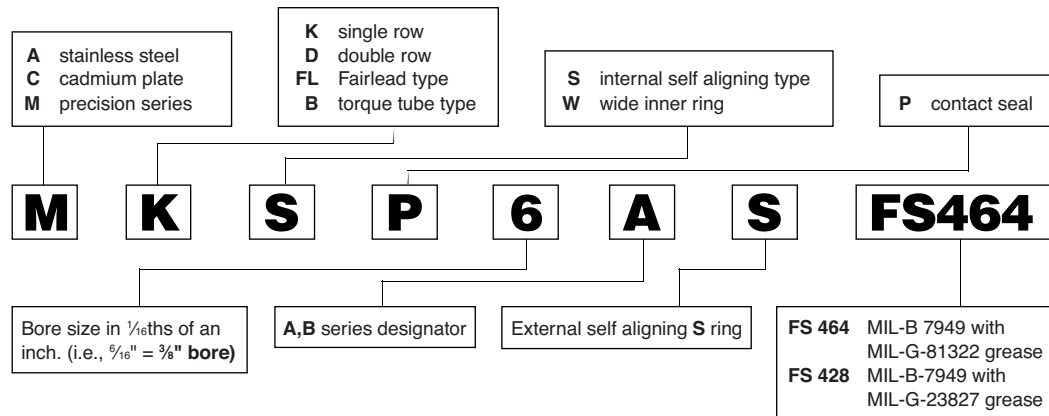 A stainless steel
C cadmium plate
M precision series
K single row
D double row
FL Fairlead type
B torque tube type
S internal self aligning type
W wide inner ring
P contact seal
M K S P 6 A S FS464
Bore size in 1⁄16ths of an
inch. (i.e., 6⁄16" = 3⁄8" bore)
A,B series designator
External self aligning S ring
FS 464 MIL-B 7949 with
MIL-G-81322 grease
FS 428 MIL-B-7949 with
MIL-G-23827 grease